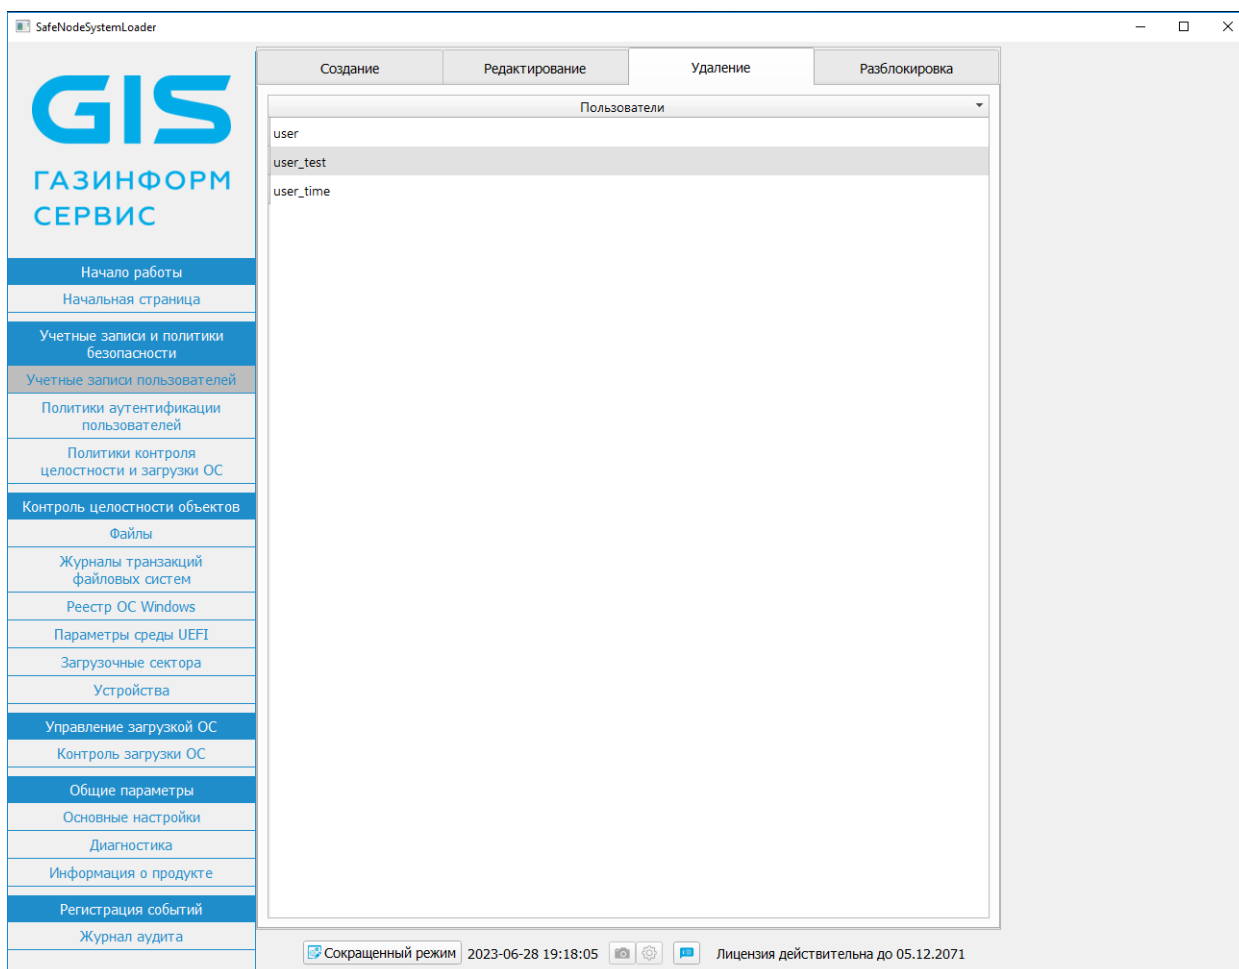 SafeNodeSystemLoader
GIS
ГАЗИНФОРМ
СЕРВИС
Начало работы
Начальная страница
Учетные записи и политики
безопасности
Учетные записи пользователей
Политики аутентификации
пользователей
Политики контроля
целостности и загрузки ОС
Контроль целостности объектов
Файлы
Журналы транзакций
файловых систем
Реестр ОС Windows
Параметры среды UEFI
Загрузочные сектора
Устройства
Управление загрузкой ОС
Контроль загрузки ОС
Общие параметры
Основные настройки
Диагностика
Информация о продукте
Регистрация событий
Журнал аудита
Создание Редактирование Удаление Разблокировка
Пользователи
user
user_test
user_time
Сокращенный режим 2023-06-28 19:18:05 Лицензия действительна до 05.12.2071